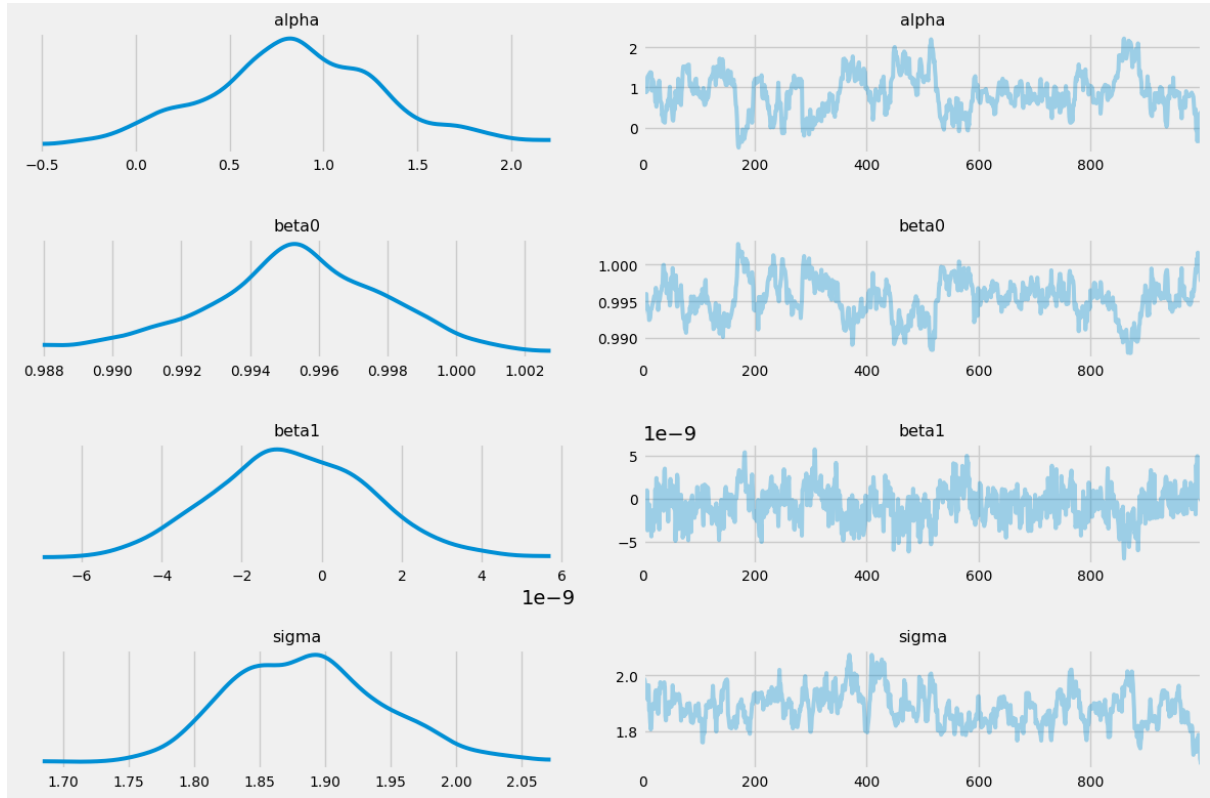 alpha
alpha
2
1
0
−0.5 0.0 0.5 1.0 1.5 2.0
0 200 400 600 800
beta0
beta0
1.000
0.995
0.990
0.988 0.990 0.992 0.994 0.996 0.998 1.000 1.002
0 200 400 600 800
beta1
1e−9
beta1
5
0
−5
−6 −4 −2 0 2 4 6
1e−9
0 200 400 600 800
sigma
sigma
2.0
1.8
1.70 1.75 1.80 1.85 1.90 1.95 2.00 2.05
0 200 400 600 800